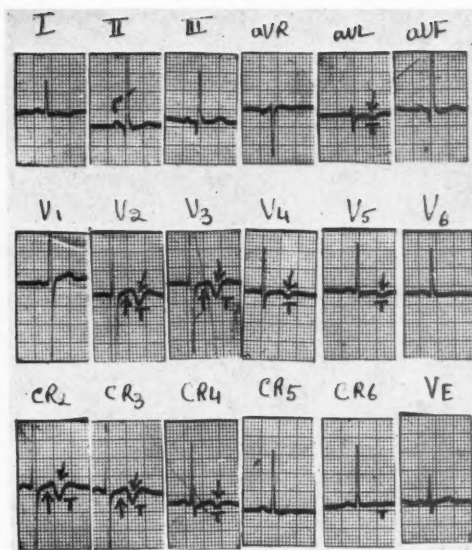 I II III aVR aVL aVF
T
V1 V2 V3 V4 V5 V6
T T T T
CR2 CR3 CR4 CR5 CR6 VE
T T T T